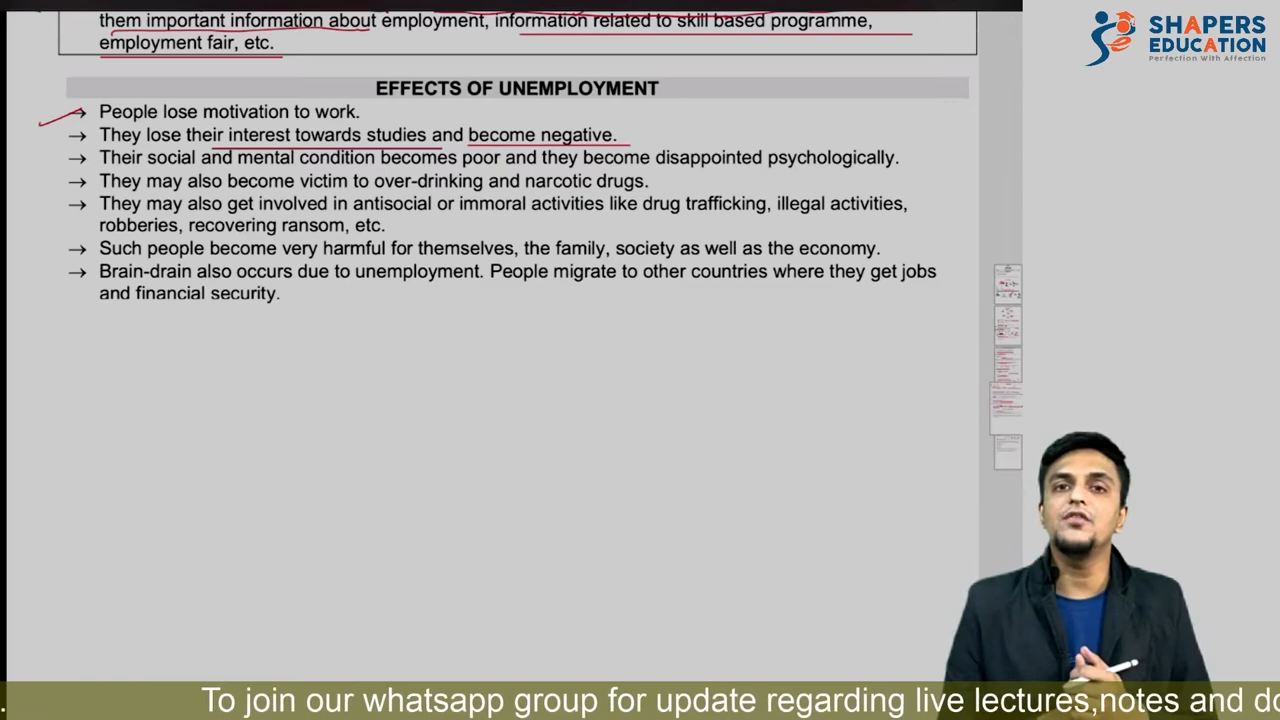 them important information about employment, information related to skill based programme,
employment fair, etc.
SHAPERS
EDUCATION
Perfection With Affection
EFFECTS OF UNEMPLOYMENT
→ People lose motivation to work.
→ They lose their interest towards studies and become negative.
→ Their social and mental condition becomes poor and they become disappointed psychologically.
→ They may also become victim to over-drinking and narcotic drugs.
→ They may also get involved in antisocial or immoral activities like drug trafficking, illegal activities,
robberies, recovering ransom, etc.
→ Such people become very harmful for themselves, the family, society as well as the economy.
→ Brain-drain also occurs due to unemployment. People migrate to other countries where they get jobs
and financial security.
. To join our whatsapp group for update regarding live lectures,notes and do